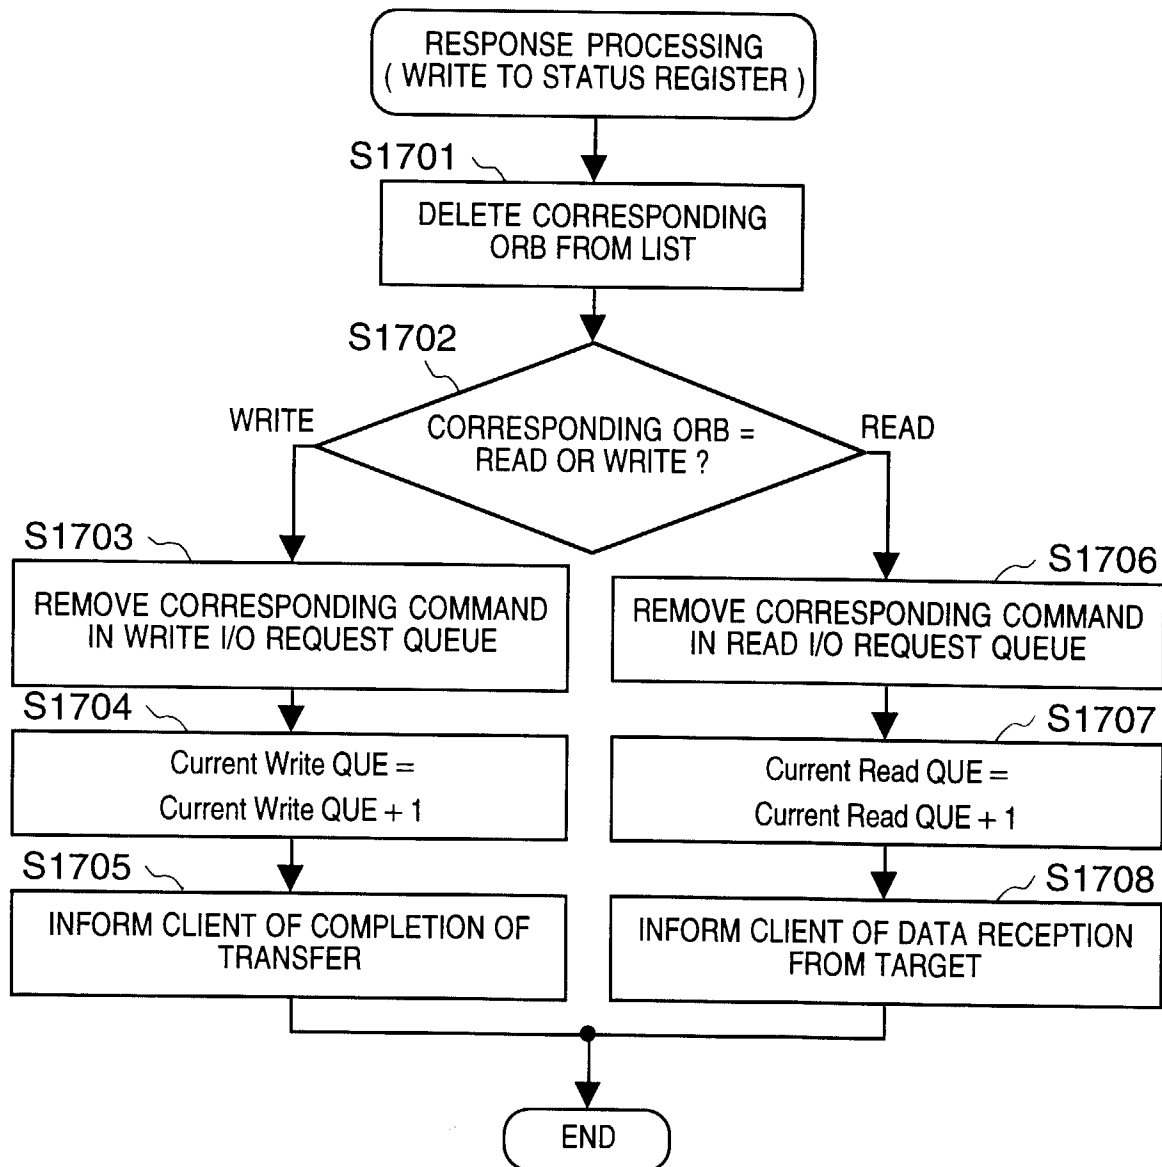 RESPONSE PROCESSING
( WRITE TO STATUS REGISTER )
S1701
DELETE CORRESPONDING
ORB FROM LIST
S1702
WRITE
CORRESPONDING ORB =
READ OR WRITE ?
READ
S1703
REMOVE CORRESPONDING COMMAND
IN WRITE I/O REQUEST QUEUE
S1704
Current Write QUE =
Current Write QUE + 1
S1705
INFORM CLIENT OF COMPLETION OF
TRANSFER
S1706
REMOVE CORRESPONDING COMMAND
IN READ I/O REQUEST QUEUE
S1707
Current Read QUE =
Current Read QUE + 1
S1708
INFORM CLIENT OF DATA RECEPTION
FROM TARGET
END